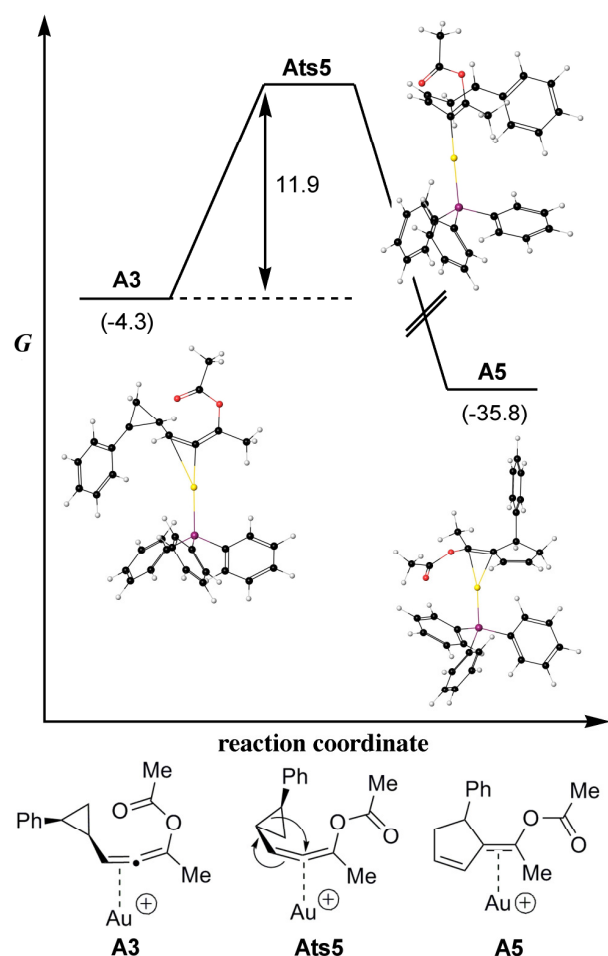 Ats5
11.9
A3
(-4.3)
G
A5
(-35.8)
reaction coordinate
Me
O
O
Ph
Me
Au +
A3
Ph
Me
O
O
Me
Au +
Ats5
Ph
Me
O
O
Me
Au +
A5